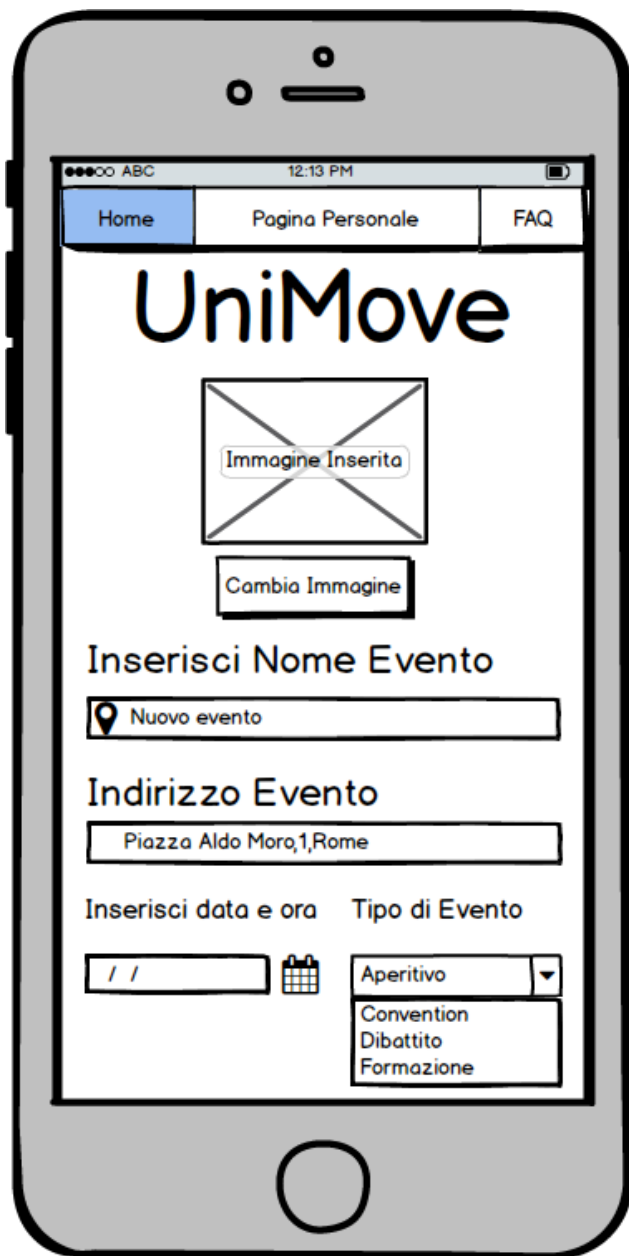 ABC 12:13 PM
Home Pagina Personale FAQ
UniMove
Immagine Inserita
Cambia Immagine
Inserisci Nome Evento
Nuovo evento
Indirizzo Evento
Piazza Aldo Moro,1,Rome
Inserisci data e ora Tipo di Evento
/ / Aperitivo
Convention
Dibattito
Formazione